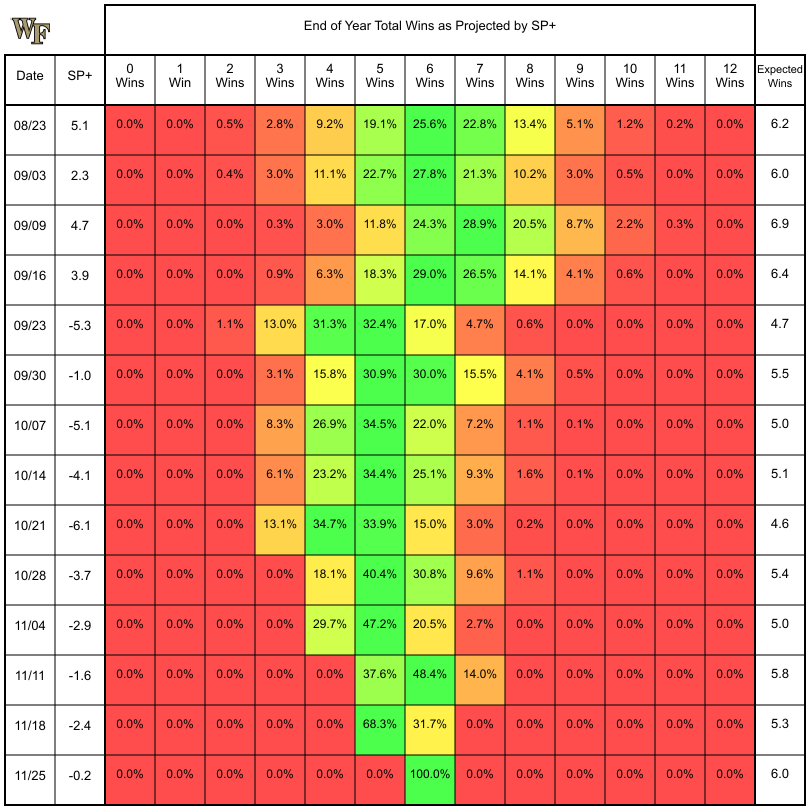 WF
End of Year Total Wins as Projected by SP+
Date SP+ 0 Wins 1 Win 2 Wins 3 Wins 4 Wins 5 Wins 6 Wins 7 Wins 8 Wins 9 Wins 10 Wins 11 Wins 12 Wins Expected Wins
08/23 5.1 0.0% 0.0% 0.5% 2.8% 9.2% 19.1% 25.6% 22.8% 13.4% 5.1% 1.2% 0.2% 0.0% 6.2
09/03 2.3 0.0% 0.0% 0.4% 3.0% 11.1% 22.7% 27.8% 21.3% 10.2% 3.0% 0.5% 0.0% 0.0% 6.0
09/09 4.7 0.0% 0.0% 0.0% 0.3% 3.0% 11.8% 24.3% 28.9% 20.5% 8.7% 2.2% 0.3% 0.0% 6.9
09/16 3.9 0.0% 0.0% 0.0% 0.9% 6.3% 18.3% 29.0% 26.5% 14.1% 4.1% 0.6% 0.0% 0.0% 6.4
09/23 -5.3 0.0% 0.0% 1.1% 13.0% 31.3% 32.4% 17.0% 4.7% 0.6% 0.0% 0.0% 0.0% 0.0% 4.7
09/30 -1.0 0.0% 0.0% 0.0% 3.1% 15.8% 30.9% 30.0% 15.5% 4.1% 0.5% 0.0% 0.0% 0.0% 5.5
10/07 -5.1 0.0% 0.0% 0.0% 8.3% 26.9% 34.5% 22.0% 7.2% 1.1% 0.1% 0.0% 0.0% 0.0% 5.0
10/14 -4.1 0.0% 0.0% 0.0% 6.1% 23.2% 34.4% 25.1% 9.3% 1.6% 0.1% 0.0% 0.0% 0.0% 5.1
10/21 -6.1 0.0% 0.0% 0.0% 13.1% 34.7% 33.9% 15.0% 3.0% 0.2% 0.0% 0.0% 0.0% 0.0% 4.6
10/28 -3.7 0.0% 0.0% 0.0% 0.0% 18.1% 40.4% 30.8% 9.6% 1.1% 0.0% 0.0% 0.0% 0.0% 5.4
11/04 -2.9 0.0% 0.0% 0.0% 0.0% 29.7% 47.2% 20.5% 2.7% 0.0% 0.0% 0.0% 0.0% 0.0% 5.0
11/11 -1.6 0.0% 0.0% 0.0% 0.0% 0.0% 37.6% 48.4% 14.0% 0.0% 0.0% 0.0% 0.0% 0.0% 5.8
11/18 -2.4 0.0% 0.0% 0.0% 0.0% 0.0% 68.3% 31.7% 0.0% 0.0% 0.0% 0.0% 0.0% 0.0% 5.3
11/25 -0.2 0.0% 0.0% 0.0% 0.0% 0.0% 0.0% 100.0% 0.0% 0.0% 0.0% 0.0% 0.0% 0.0% 6.0